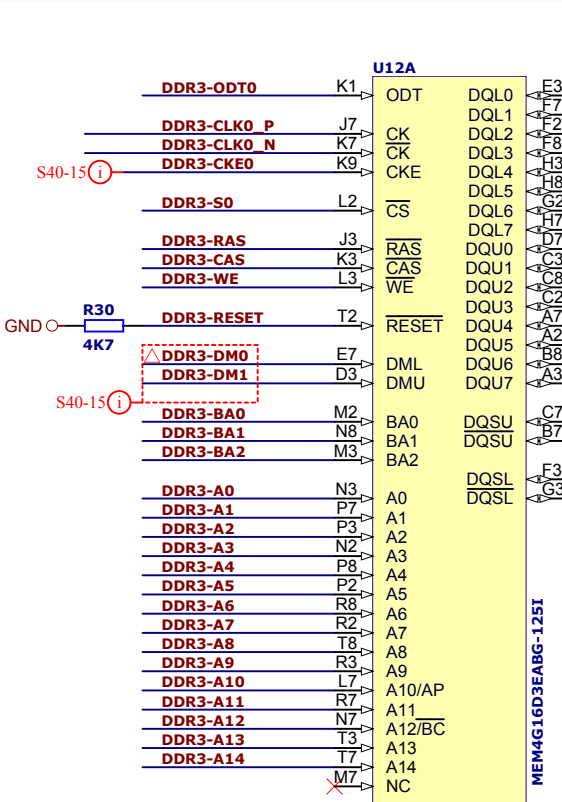 U12A
DDR3-ODT0 K1 ODT DQL0 E3
DQL1 F7
DDR3-CLK0_P J7 CK DQL2 F2
DDR3-CLK0_N K7 CK DQL3 F8
S40-15 i DDR3-CKE0 K9 CKE DQL4 H3
DQL5 H8
DDR3-S0 L2 CS DQL6 G2
DQL7 H7
DDR3-RAS J3 RAS DQU0 D7
DDR3-CAS K3 CAS DQU1 C3
DDR3-WE L3 WE DQU2 C8
DQU3 C2
GND R30 4K7 DDR3-RESET T2 RESET DQU4 A7
DQU5 A2
DDR3-DM0 E7 DML DQU6 B8
DDR3-DM1 D3 DMU DQU7 A3
S40-15 i
DDR3-BA0 M2 BA0 DQSU C7
DDR3-BA1 N8 BA1 DQSU B7
DDR3-BA2 M3 BA2
DQSL F3
DDR3-A0 N3 A0 DQSL G3
DDR3-A1 P7 A1
DDR3-A2 P3 A2
DDR3-A3 N2 A3
DDR3-A4 P8 A4
DDR3-A5 P2 A5
DDR3-A6 R8 A6
DDR3-A7 R2 A7
DDR3-A8 T8 A8
DDR3-A9 R3 A9
DDR3-A10 L7 A10/AP
DDR3-A11 R7 A11
DDR3-A12 N7 A12/BC
DDR3-A13 T3 A13
DDR3-A14 T7 A14
M7 NC
MEM4G16D3EABG-125I